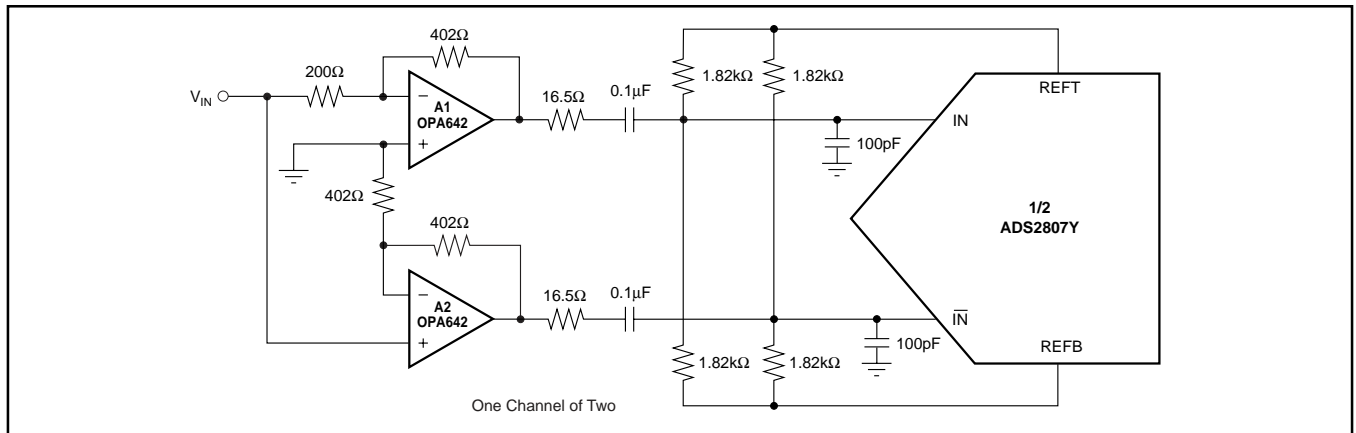 402Ω
200Ω
V_IN
−
A1
OPA642
+
16.5Ω
0.1µF
1.82kΩ
1.82kΩ
REFT
IN
100pF
402Ω
402Ω
1/2
ADS2807Y
−
A2
OPA642
+
16.5Ω
0.1µF
I̅N̅
100pF
REFB
1.82kΩ
1.82kΩ
One Channel of Two